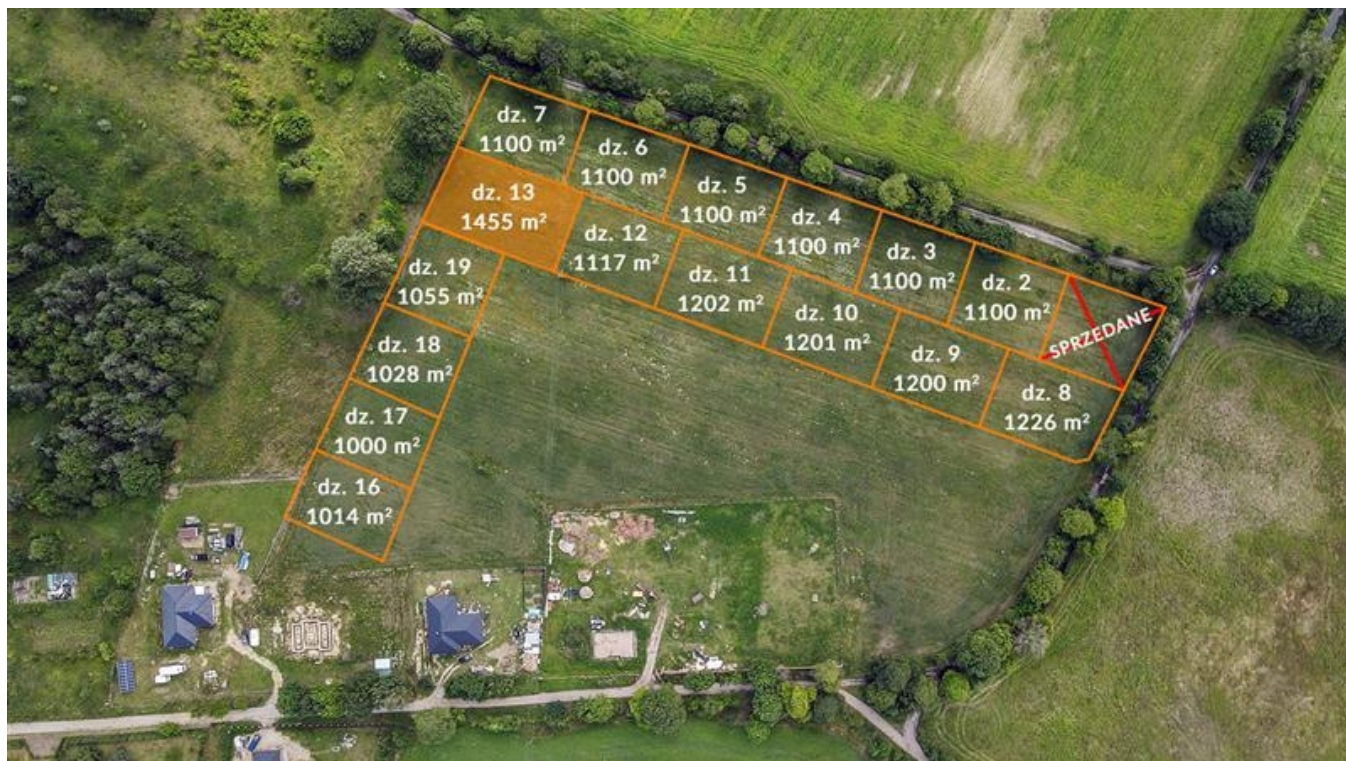 dz. 7
1100 m²
dz. 6
1100 m²
dz. 5
1100 m²
dz. 4
1100 m²
dz. 3
1100 m²
dz. 2
1100 m²
SPRZEDANE
dz. 13
1455 m²
dz. 12
1117 m²
dz. 11
1202 m²
dz. 10
1201 m²
dz. 9
1200 m²
dz. 8
1226 m²
dz. 19
1055 m²
dz. 18
1028 m²
dz. 17
1000 m²
dz. 16
1014 m²